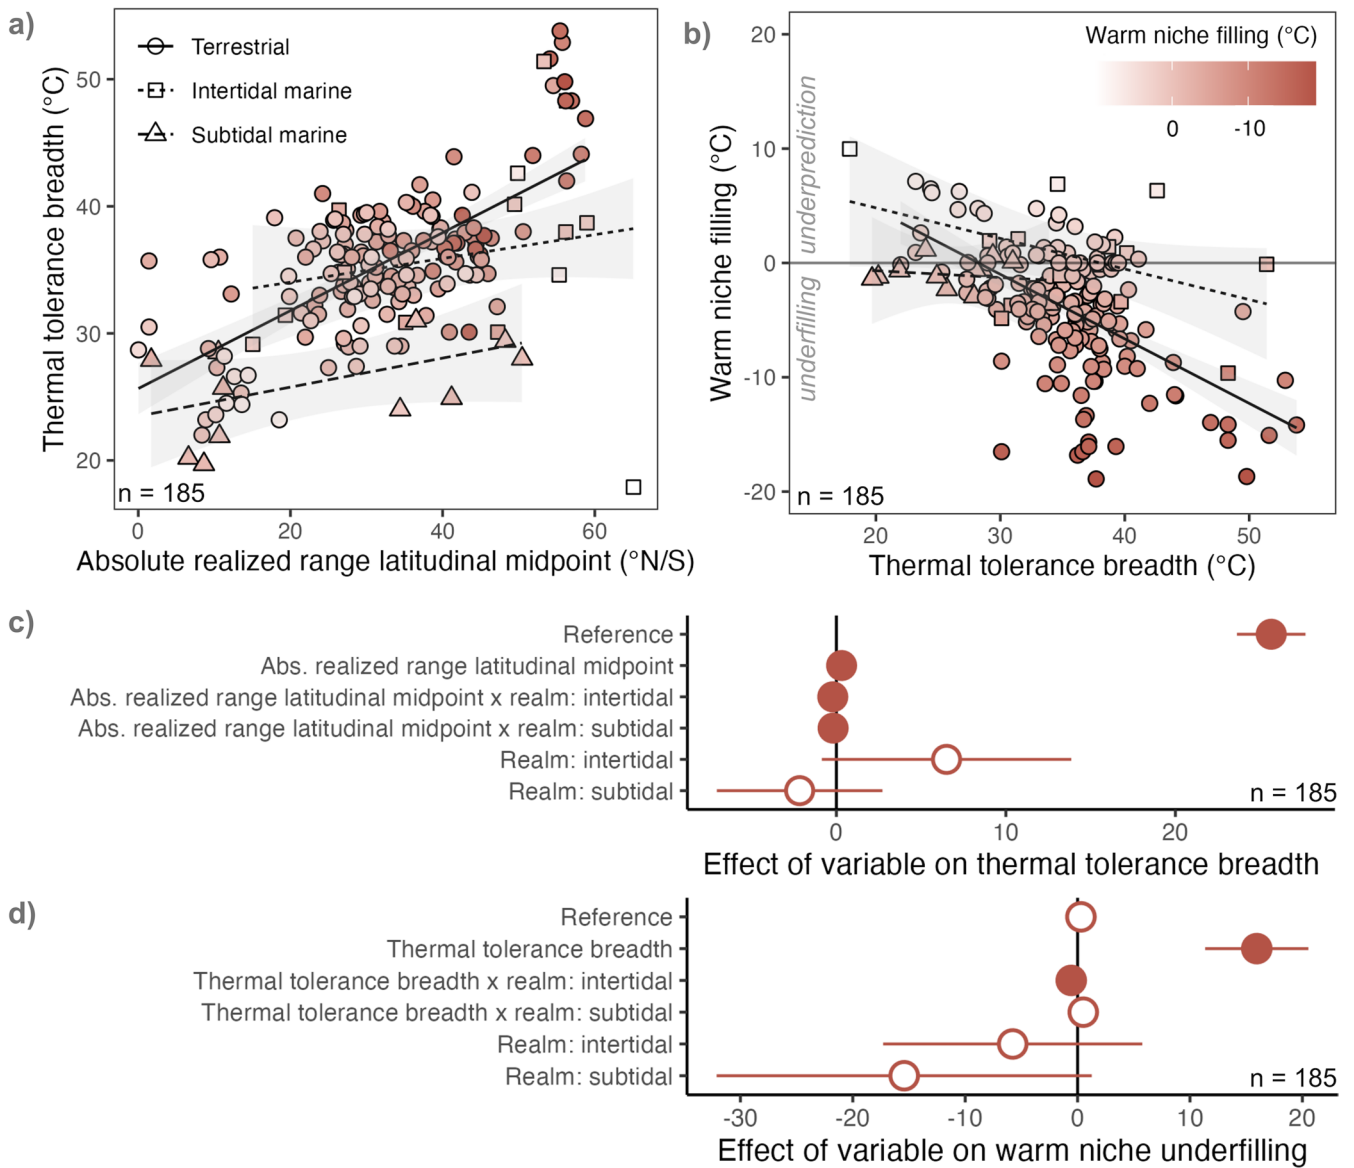 a)
Terrestrial
Intertidal marine
Subtidal marine
Thermal tolerance breadth (°C)
50
40
30
20
n = 185
0
20
40
60
Absolute realized range latitudinal midpoint (°N/S)
b)
Warm niche filling (°C)
0
-10
Warm niche filling (°C)
underprediction
underfilling
20
10
0
-10
-20
n = 185
20
30
40
50
Thermal tolerance breadth (°C)
c)
Reference
Abs. realized range latitudinal midpoint
Abs. realized range latitudinal midpoint x realm: intertidal
Abs. realized range latitudinal midpoint x realm: subtidal
Realm: intertidal
Realm: subtidal
n = 185
0
10
20
Effect of variable on thermal tolerance breadth
d)
Reference
Thermal tolerance breadth
Thermal tolerance breadth x realm: intertidal
Thermal tolerance breadth x realm: subtidal
Realm: intertidal
Realm: subtidal
n = 185
-30
-20
-10
0
10
20
Effect of variable on warm niche underfilling